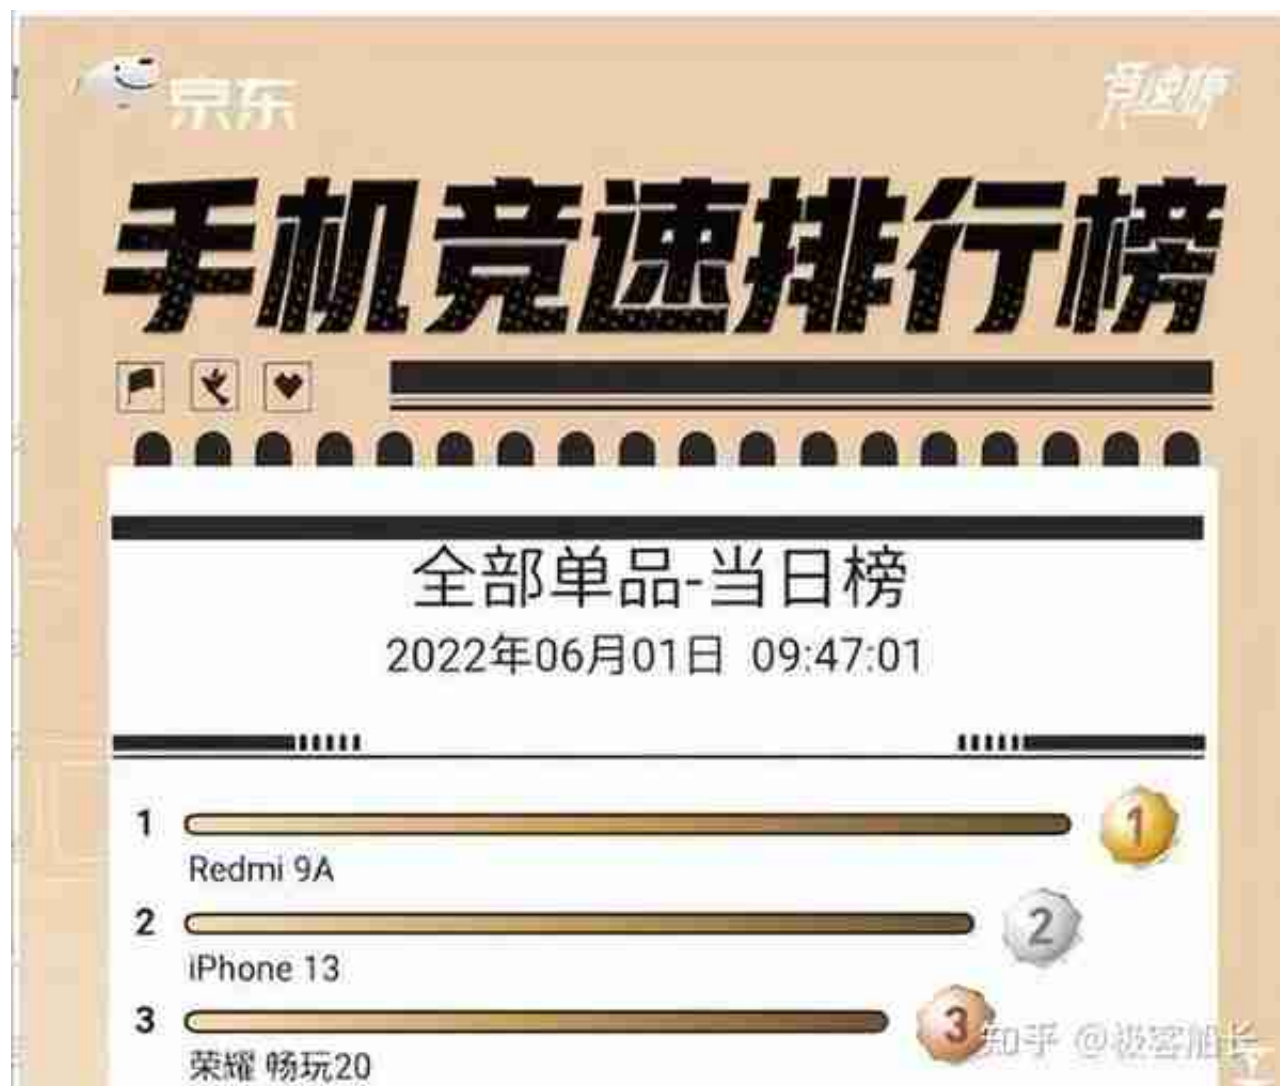 京东
竞速榜
手机竞速排行榜
全部单品-当日榜
2022年06月01日 09:47:01
1
1
Redmi 9A
2
2
iPhone 13
3
3
荣耀 畅玩20
知乎 @极客船长